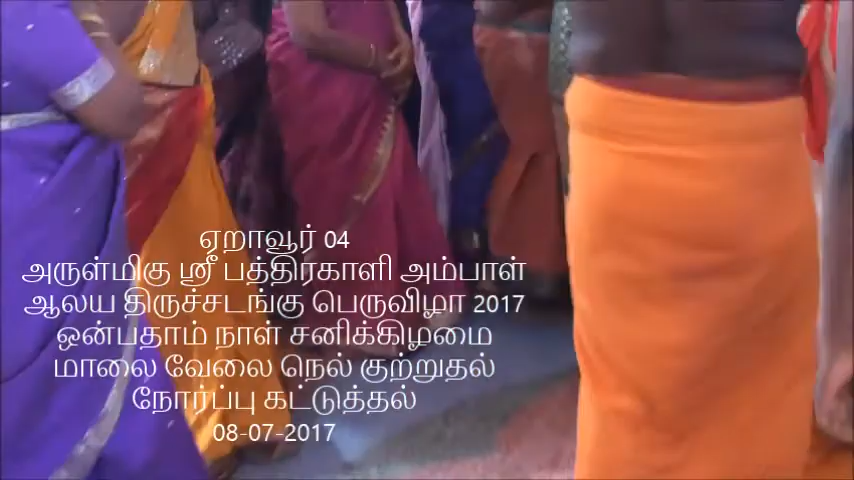 ஏறாவூர் 04
அருள்மிகு ஸ்ரீ பத்திரகாளி அம்பாள்
ஆலய திருச்சடங்கு பெருவிழா 2017
ஒன்பதாம் நாள் சனிக்கிழமை
மாலை வேலை நெல் குற்றுதல்
நோர்ப்பு கட்டுத்தல்
08-07-2017